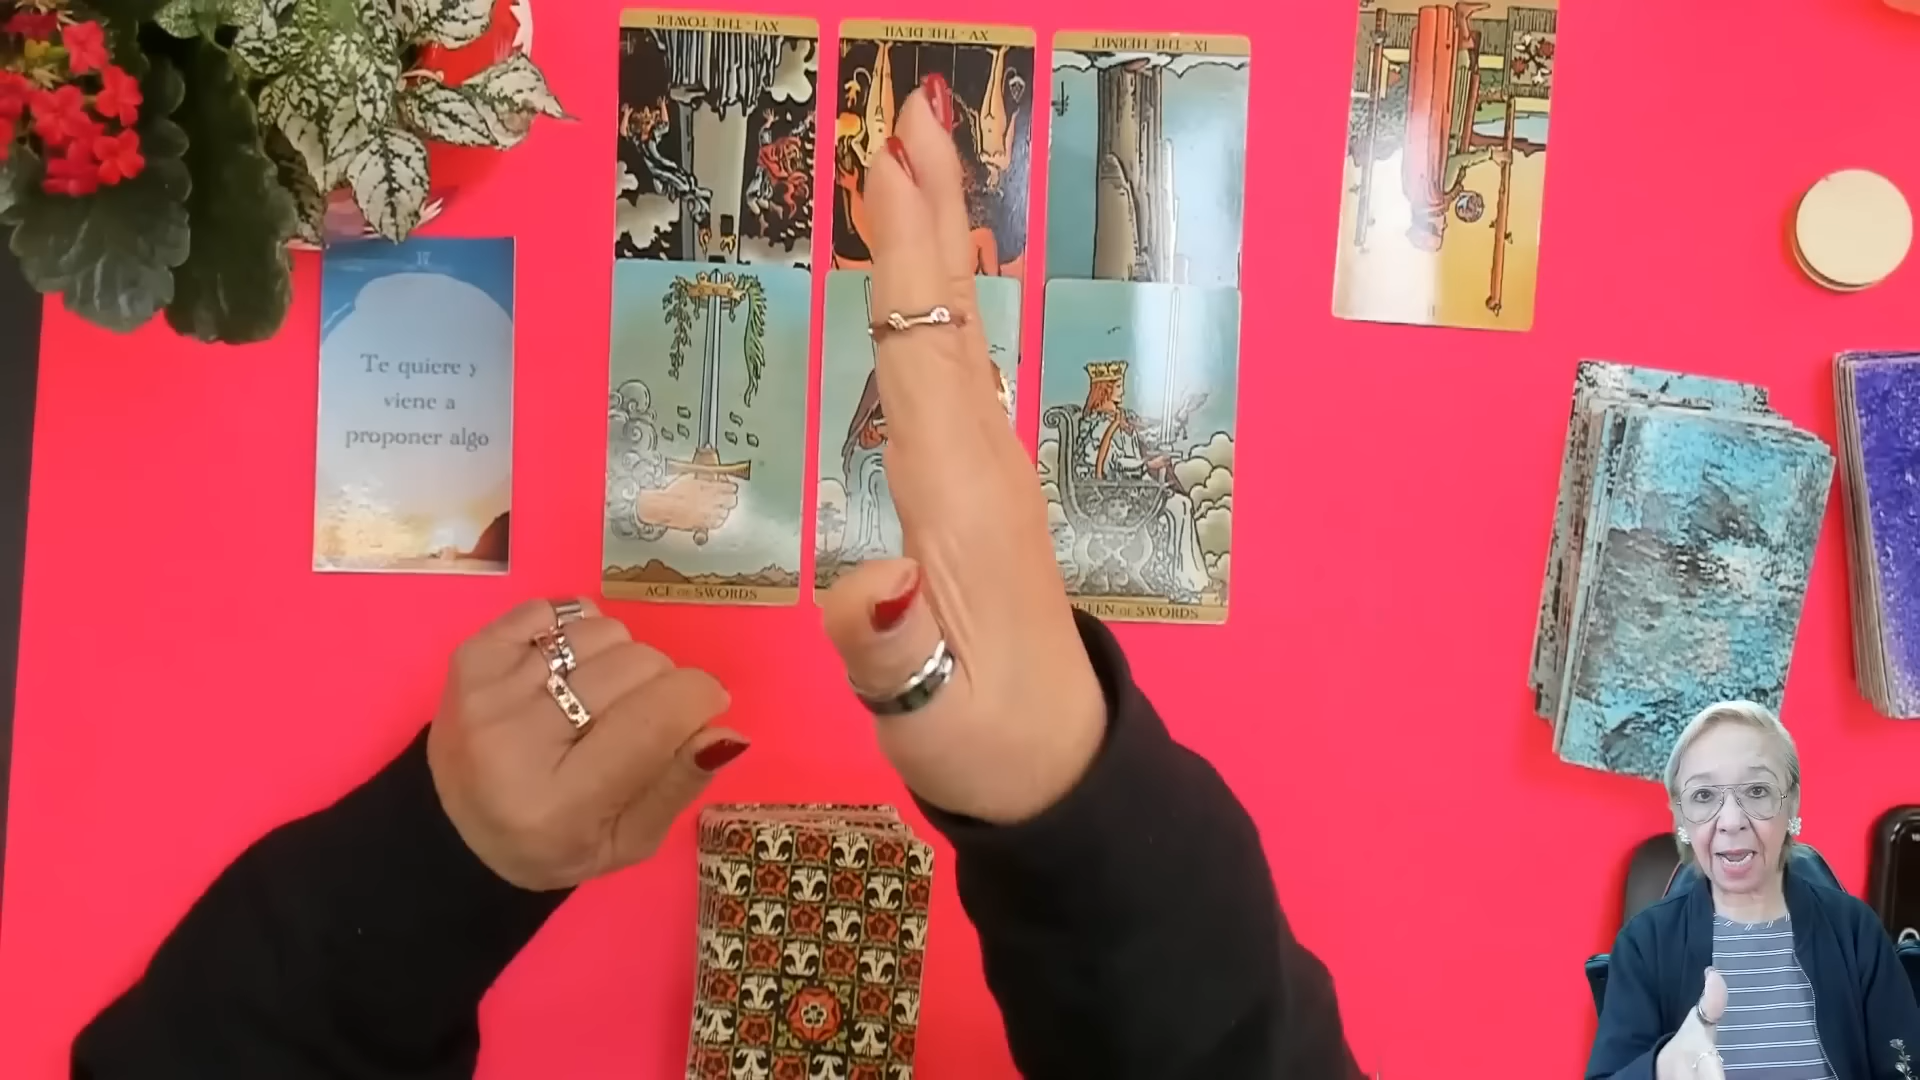 XVI - THE TOWER
XV - THE DEVIL
IX - THE HERMIT
Te quiere y
viene a
proponer algo
ACE OF SWORDS
QUEEN OF SWORDS